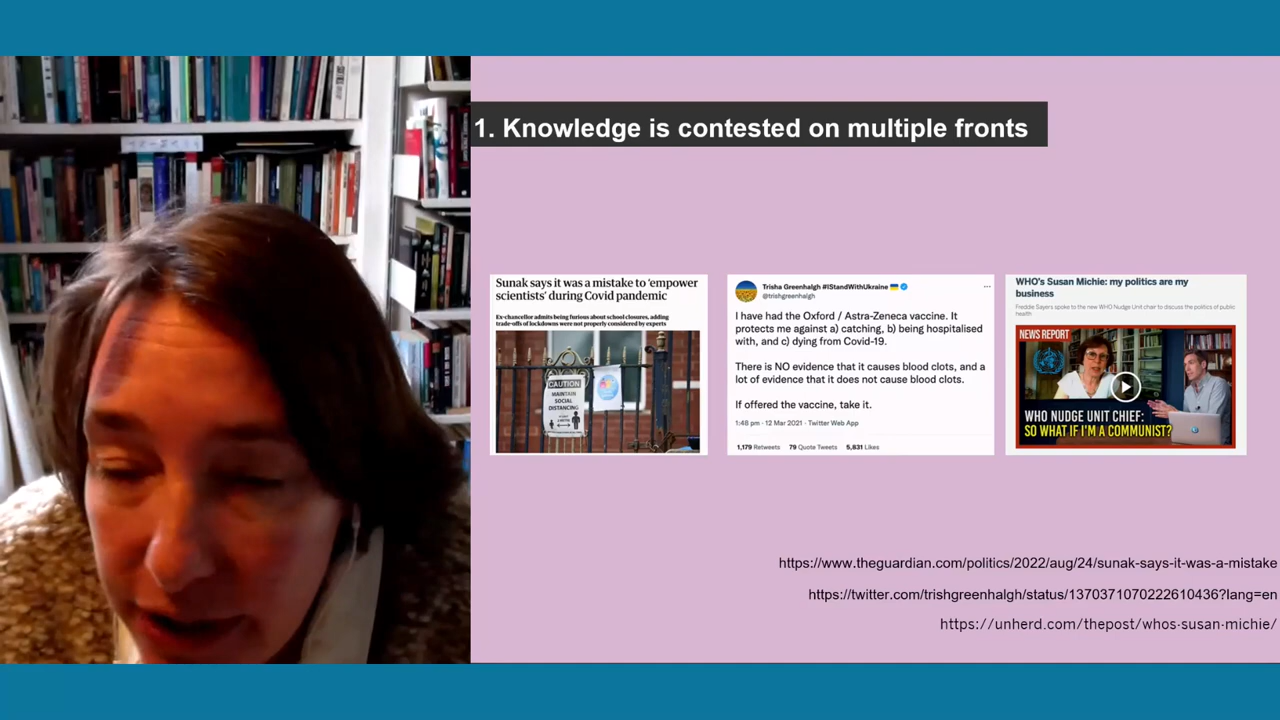 1. Knowledge is contested on multiple fronts
Sunak says it was a mistake to ‘empower
scientists’ during Covid pandemic
Ex-chancellor admits being furious about school closures, adding
trade-offs of lockdowns were not properly considered by experts
CAUTION
MAINTAIN
SOCIAL
DISTANCING
Trisha Greenhalgh #IStandWithUkraine
@trishgreenhalgh
I have had the Oxford / Astra-Zeneca vaccine. It
protects me against a) catching, b) being hospitalised
with, and c) dying from Covid-19.
There is NO evidence that it causes blood clots, and a
lot of evidence that it does not cause blood clots.
If offered the vaccine, take it.
1:48 pm · 12 Mar 2021 · Twitter Web App
1,179 Retweets 79 Quote Tweets 5,831 Likes
WHO's Susan Michie: my politics are my
business
Freddie Sayers spoke to the new WHO Nudge Unit chair to discuss the politics of public
health
NEWS REPORT
WHO NUDGE UNIT CHIEF:
SO WHAT IF I'M A COMMUNIST?
https://www.theguardian.com/politics/2022/aug/24/sunak-says-it-was-a-mistake
https://twitter.com/trishgreenhalgh/status/1370371070222610436?lang=en
https://unherd.com/thepost/whos-susan-michie/